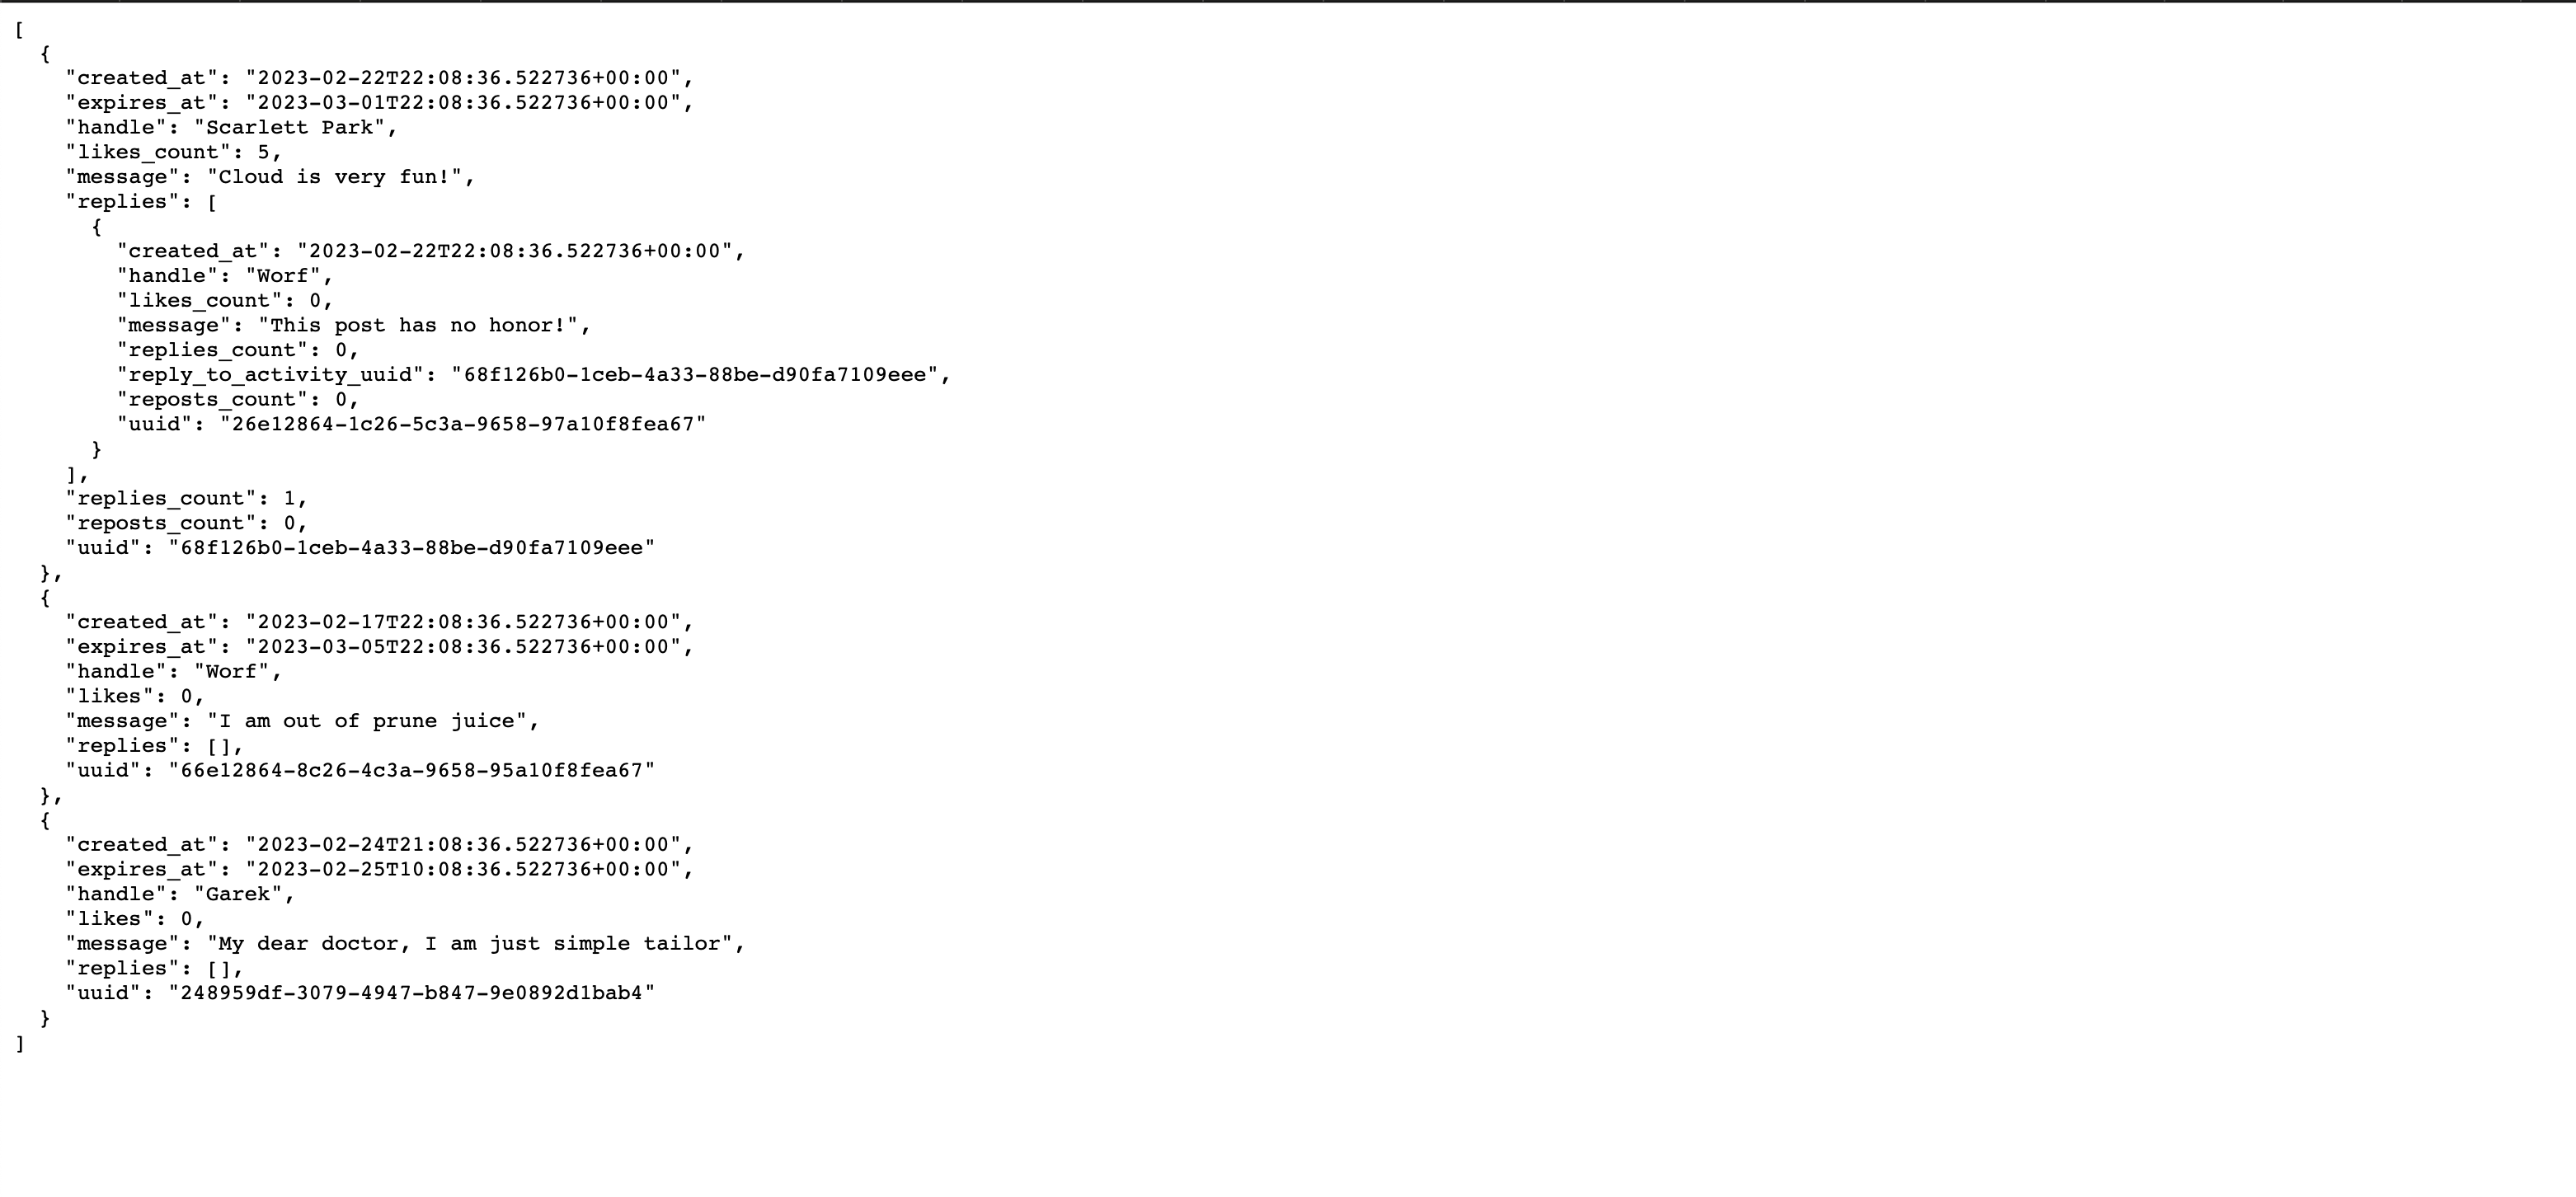 [
  {
    "created_at": "2023-02-22T22:08:36.522736+00:00",
    "expires_at": "2023-03-01T22:08:36.522736+00:00",
    "handle": "Scarlett Park",
    "likes_count": 5,
    "message": "Cloud is very fun!",
    "replies": [
      {
        "created_at": "2023-02-22T22:08:36.522736+00:00",
        "handle": "Worf",
        "likes_count": 0,
        "message": "This post has no honor!",
        "replies_count": 0,
        "reply_to_activity_uuid": "68f126b0-1ceb-4a33-88be-d90fa7109eee",
        "reposts_count": 0,
        "uuid": "26e12864-1c26-5c3a-9658-97a10f8fea67"
      }
    ],
    "replies_count": 1,
    "reposts_count": 0,
    "uuid": "68f126b0-1ceb-4a33-88be-d90fa7109eee"
  },
  {
    "created_at": "2023-02-17T22:08:36.522736+00:00",
    "expires_at": "2023-03-05T22:08:36.522736+00:00",
    "handle": "Worf",
    "likes": 0,
    "message": "I am out of prune juice",
    "replies": [],
    "uuid": "66e12864-8c26-4c3a-9658-95a10f8fea67"
  },
  {
    "created_at": "2023-02-24T21:08:36.522736+00:00",
    "expires_at": "2023-02-25T10:08:36.522736+00:00",
    "handle": "Garek",
    "likes": 0,
    "message": "My dear doctor, I am just simple tailor",
    "replies": [],
    "uuid": "248959df-3079-4947-b847-9e0892d1bab4"
  }
]